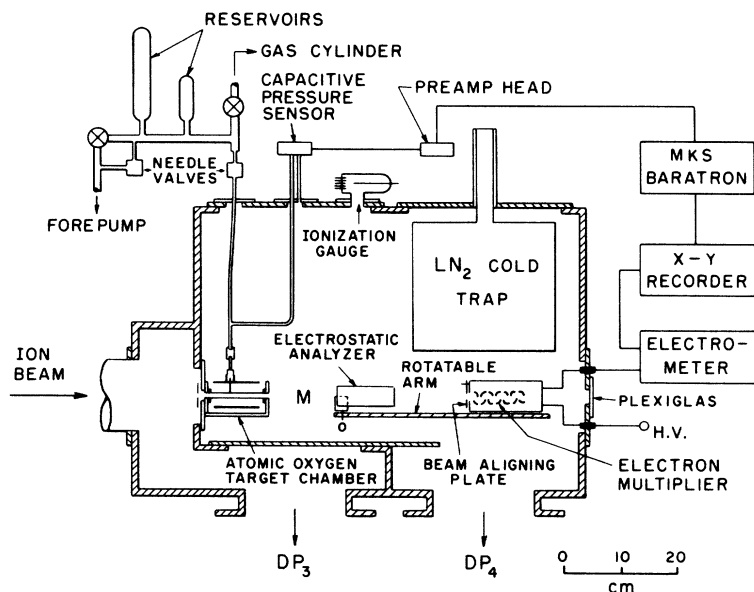 RESERVOIRS
GAS CYLINDER
CAPACITIVE
PRESSURE
SENSOR
PREAMP HEAD
NEEDLE
VALVES
FOREPUMP
IONIZATION
GAUGE
MKS
BARATRON
LN2 COLD
TRAP
X-Y
RECORDER
ELECTRO-
METER
ION
BEAM
ELECTROSTATIC
ANALYZER
M
ROTATABLE
ARM
PLEXIGLAS
H.V.
ATOMIC OXYGEN
TARGET CHAMBER
BEAM ALIGNING
PLATE
ELECTRON
MULTIPLIER
DP3
DP4
0 10 20
cm